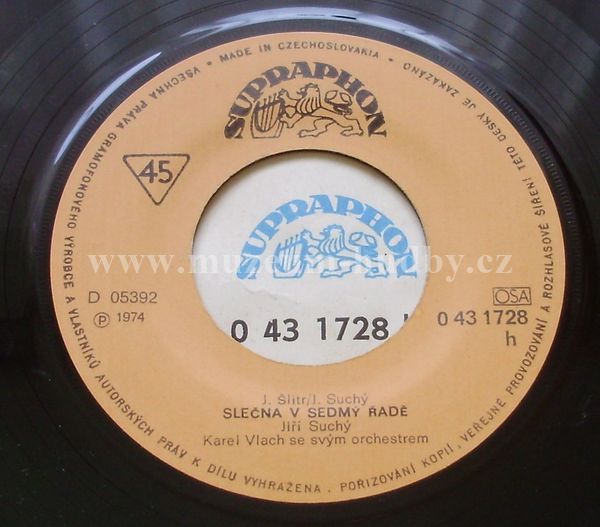 MADE IN CZECHOSLOVAKIA • VŠECHNA PRÁVA GRAMOFONOVÉHO VÝROBCE A VLASTNÍKŮ AUTORSKÝCH PRÁV K DÍLU VYHRAŽENA. POŘIZOVÁNÍ KOPIÍ, VEŘEJNÉ PROVOZOVÁNÍ A ROZHLASOVÉ ŠÍŘENÍ TÉTO DESKY JE ZAKÁZÁNO •
SUPRAPHON
45
SUPRAPHON
www. .cz
D 05392
Ⓟ 1974
0 43 1728
OSA
0 43 1728
h
J. Šlitr/J. Suchý
SLEČNA V SEDMÝ ŘADĚ
Jiří Suchý
Karel Vlach se svým orchestrem